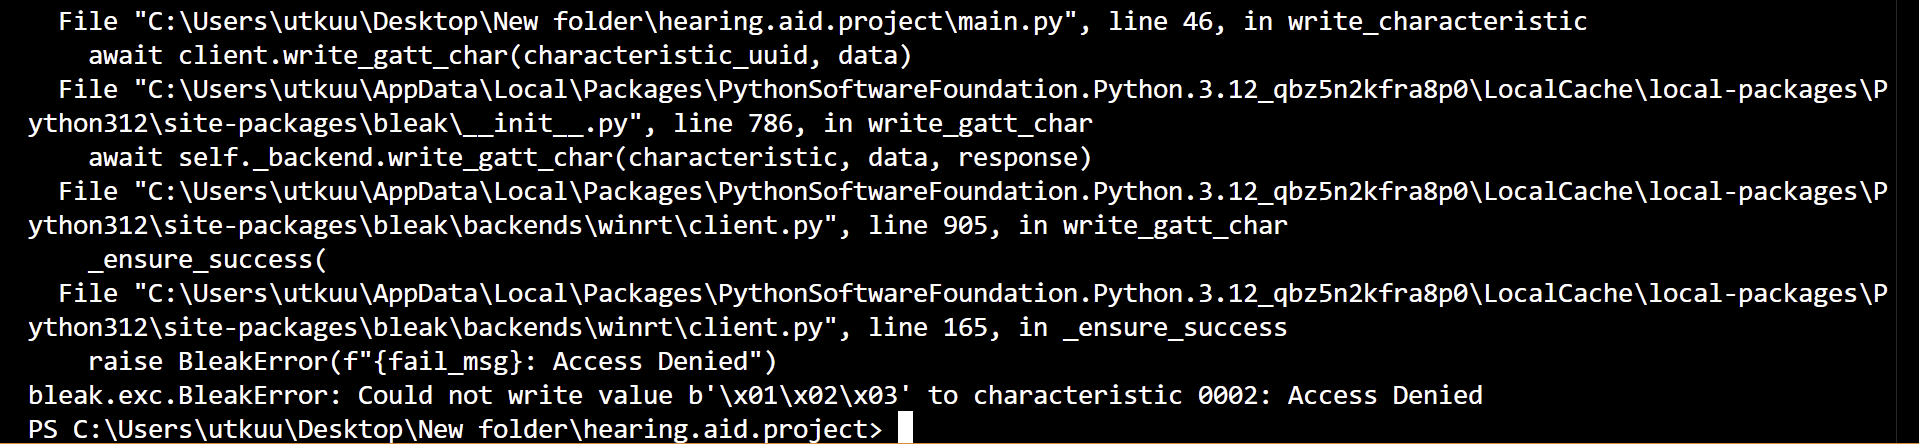 File "C:\Users\utkuu\Desktop\New folder\hearing.aid.project\main.py", line 46, in write_characteristic
await client.write_gatt_char(characteristic_uuid, data)
File "C:\Users\utkuu\AppData\Local\Packages\PythonSoftwareFoundation.Python.3.12_qbz5n2kfra8p0\LocalCache\local-packages\P
ython312\site-packages\bleak\__init__.py", line 786, in write_gatt_char
await self._backend.write_gatt_char(characteristic, data, response)
File "C:\Users\utkuu\AppData\Local\Packages\PythonSoftwareFoundation.Python.3.12_qbz5n2kfra8p0\LocalCache\local-packages\P
ython312\site-packages\bleak\backends\winrt\client.py", line 905, in write_gatt_char
_ensure_success(
File "C:\Users\utkuu\AppData\Local\Packages\PythonSoftwareFoundation.Python.3.12_qbz5n2kfra8p0\LocalCache\local-packages\P
ython312\site-packages\bleak\backends\winrt\client.py", line 165, in _ensure_success
raise BleakError(f"{fail_msg}: Access Denied")
bleak.exc.BleakError: Could not write value b'\x01\x02\x03' to characteristic 0002: Access Denied
PS C:\Users\utkuu\Desktop\New folder\hearing.aid.project>